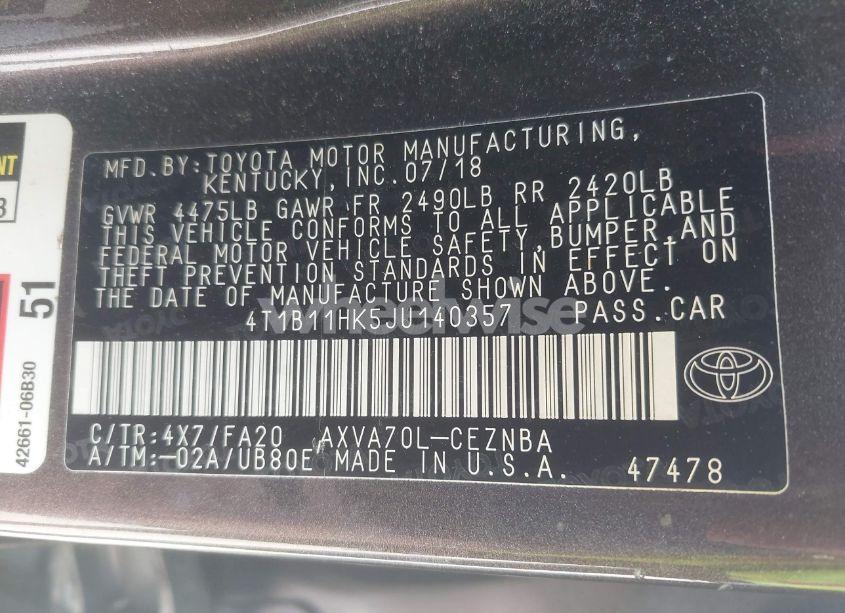 MFD.BY:TOYOTA MOTOR MANUFACTURING,
KENTUCKY, INC.07/18
GVWR 4475LB GAWR FR 2490LB RR 2420LB
THIS VEHICLE CONFORMS TO ALL APPLICABLE
FEDERAL MOTOR VEHICLE SAFETY, BUMPER, AND
THEFT PREVENTION STANDARDS IN EFFECT ON
THE DATE OF MANUFACTURE SHOWN ABOVE.
4T1B11HK5JU140357 PASS.CAR
C/TR:4X7/FA20 AXVA70L-CEZNBA
A/TM:-02A/UB80E MADE IN U.S.A. 47478
51
42661-06B30
wheelwise